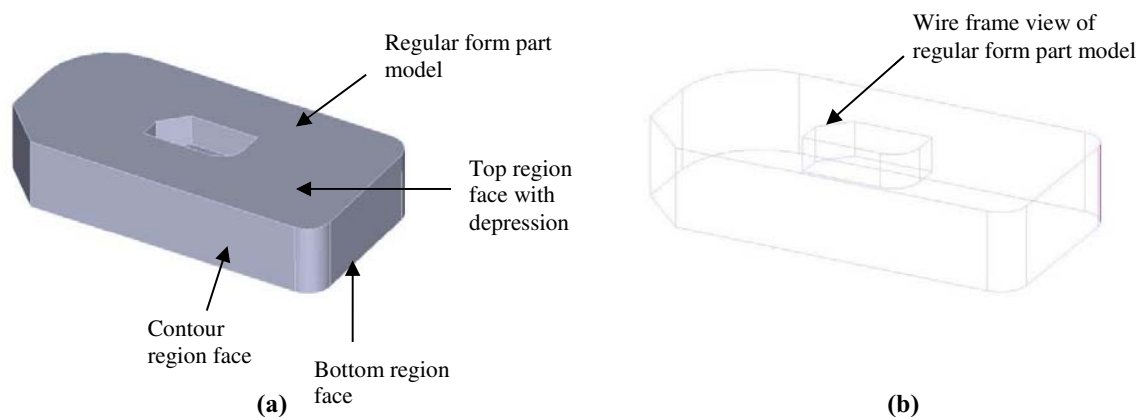 Regular form part
model
Top region
face with
depression
Contour
region face
Bottom region
face
(a)
Wire frame view of
regular form part model
(b)